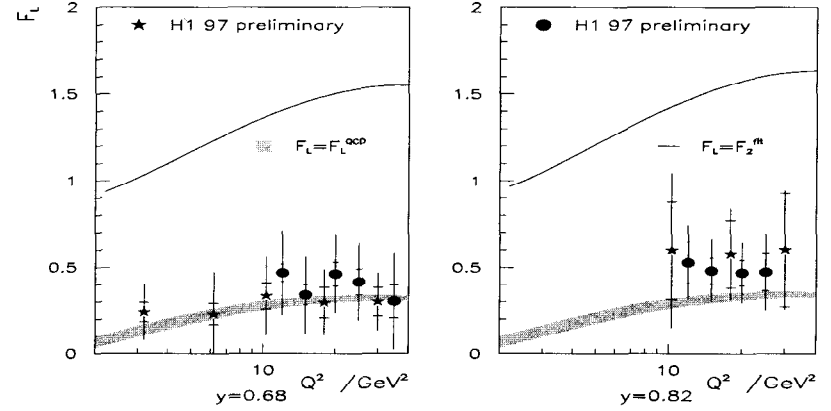 F_L
2
★ H1 97 preliminary
1.5
F_L=F_L^QCD
1
0.5
0
10
Q² /GeV²
y=0.68
2
● H1 97 preliminary
1.5
F_L=F_2^fit
1
0.5
0
10
Q² /GeV²
y=0.82